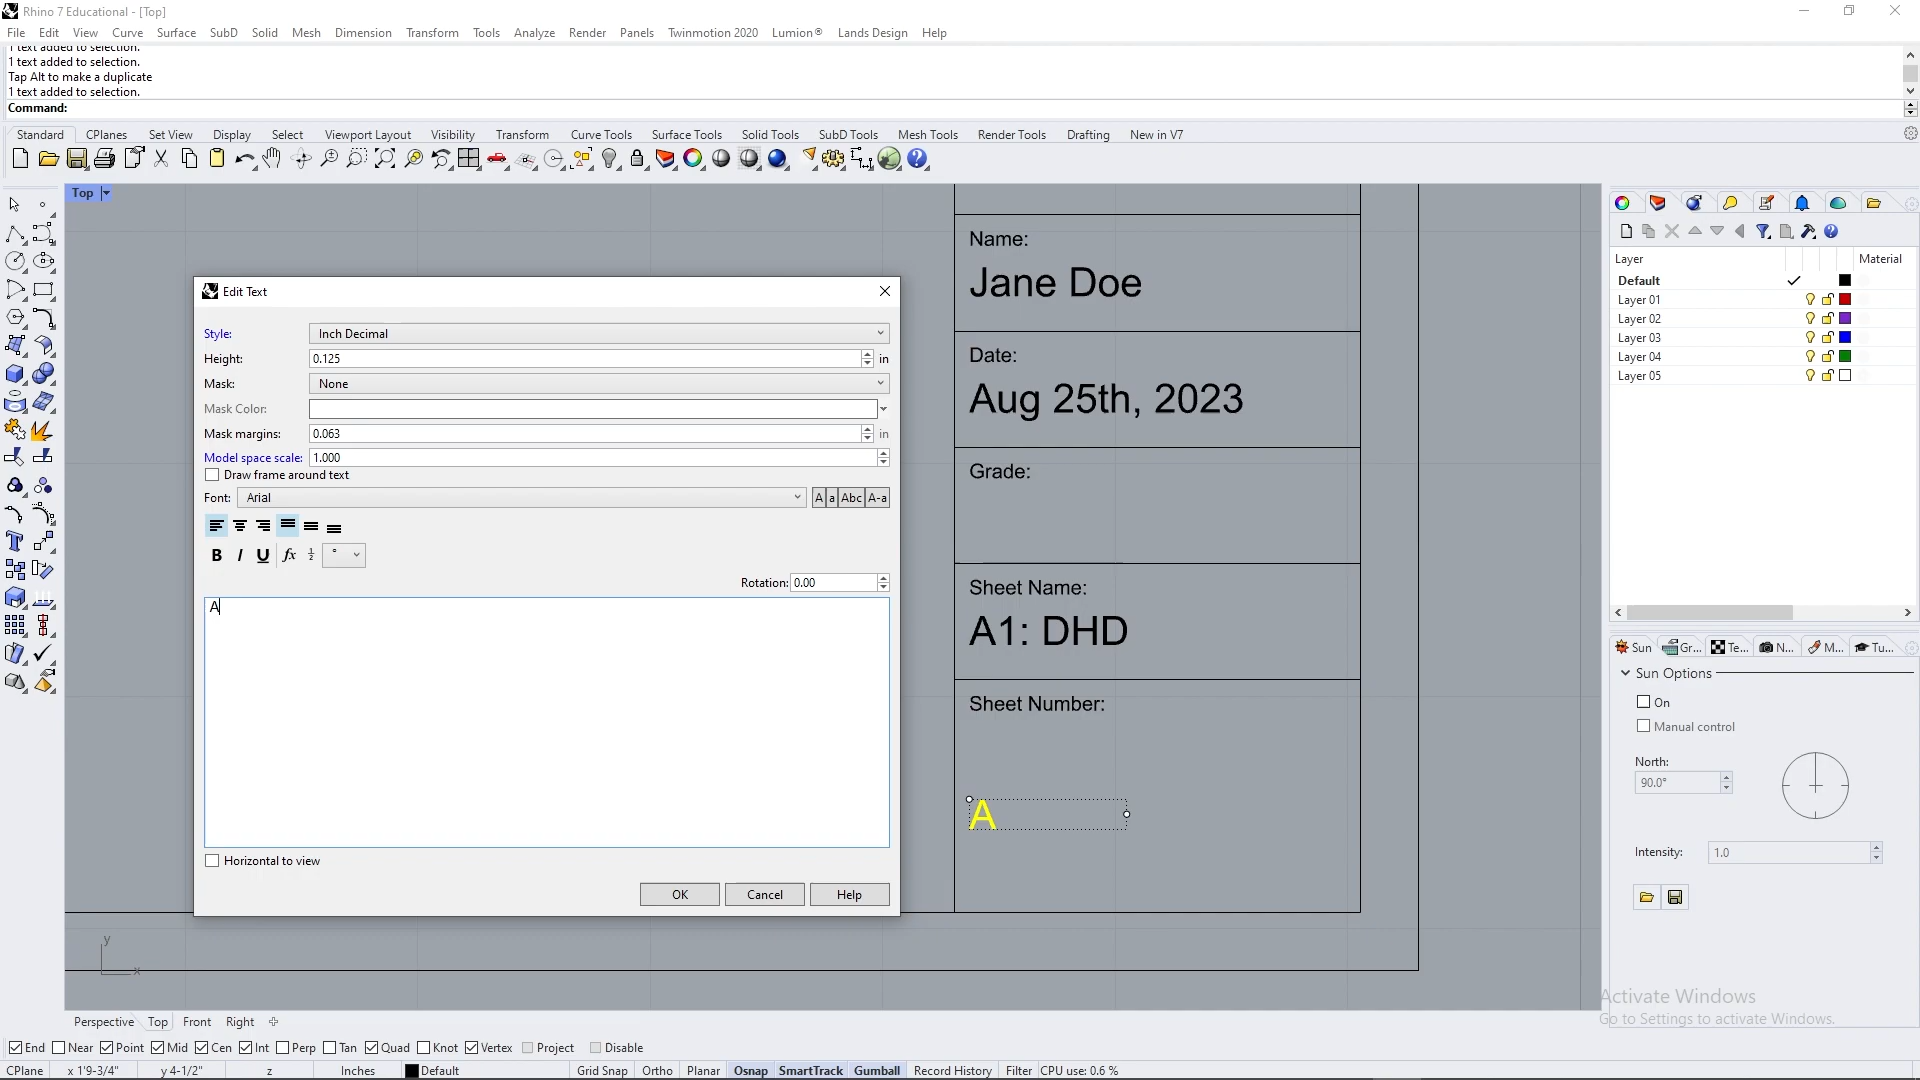 Rhino 7 Educational - [Top]
File Edit View Curve Surface SubD Solid Mesh Dimension Transform Tools Analyze Render Panels Twinmotion 2020 Lumion® Lands Design Help
1 text added to selection.
1 text added to selection.
Tap Alt to make a duplicate
1 text added to selection.
Command:
Standard CPlanes Set View Display Select Viewport Layout Visibility Transform Curve Tools Surface Tools Solid Tools SubD Tools Mesh Tools Render Tools Drafting New in V7
Top
Edit Text
Style: Inch Decimal
Height: 0.125 in
Mask: None
Mask Color:
Mask margins: 0.063 in
Model space scale: 1.000
Draw frame around text
Font: Arial A a Abc A-a
B I U fx 1/2 °
Rotation: 0.00
A
Horizontal to view
OK Cancel Help
Name:
Jane Doe
Date:
Aug 25th, 2023
Grade:
Sheet Name:
A1: DHD
Sheet Number:
A
y
x
Layer Material
Default
Layer 01
Layer 02
Layer 03
Layer 04
Layer 05
Sun Gr... Te... N... M... Tu...
Sun Options
On
Manual control
North:
90.0°
Intensity: 1.0
Activate Windows
Go to Settings to activate Windows.
Perspective Top Front Right
End Near Point Mid Cen Int Perp Tan Quad Knot Vertex Project Disable
CPlane x 1'9-3/4" y 4-1/2" z Inches Default Grid Snap Ortho Planar Osnap SmartTrack Gumball Record History Filter CPU use: 0.6 %